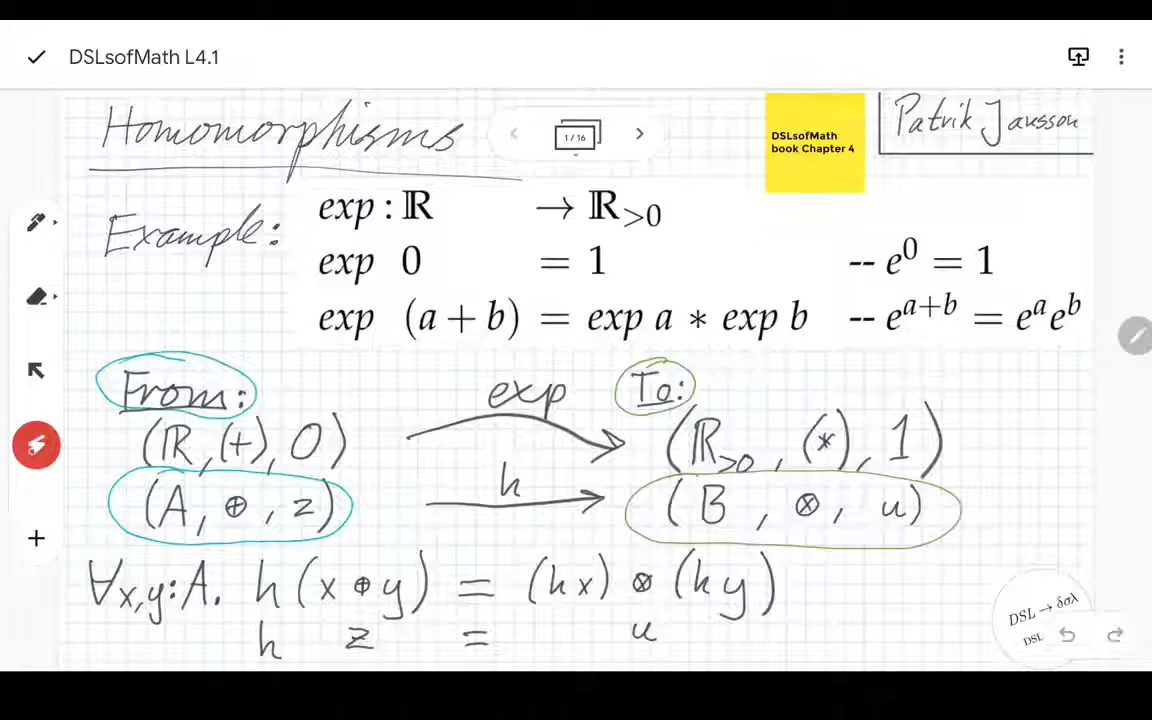 DSLsofMath L4.1
Homomorphisms
1 / 16
DSLsofMath
book Chapter 4
Patrik Jansson
Example:
exp : ℝ → ℝ>0
exp 0 = 1 -- e⁰ = 1
exp (a + b) = exp a * exp b -- eᵃ⁺ᵇ = eᵃeᵇ
From: exp To:
(ℝ, (+), 0) (ℝ>0, (*), 1)
(A, ⊕, z) h (B, ⊗, u)
∀x,y:A. h(x ⊕ y) = (h x) ⊗ (h y)
h z = u
DSL → δσλ
DSL